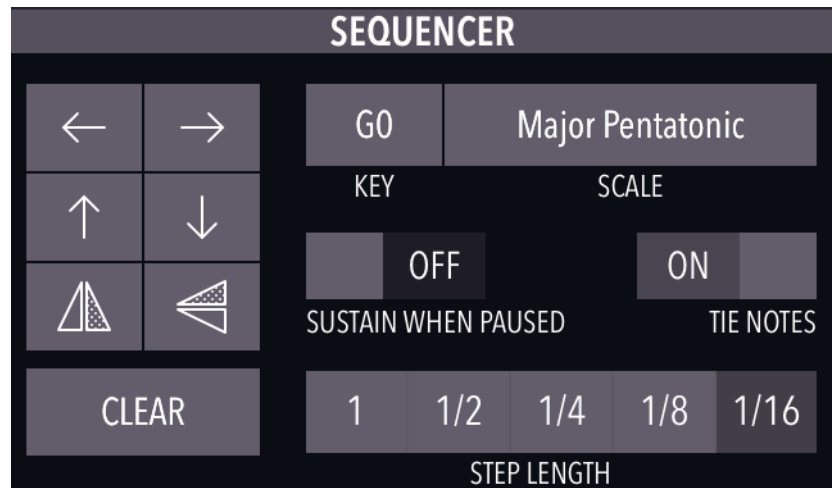 SEQUENCER
G0 Major Pentatonic
KEY SCALE
OFF ON
SUSTAIN WHEN PAUSED TIE NOTES
CLEAR 1 1/2 1/4 1/8 1/16
STEP LENGTH